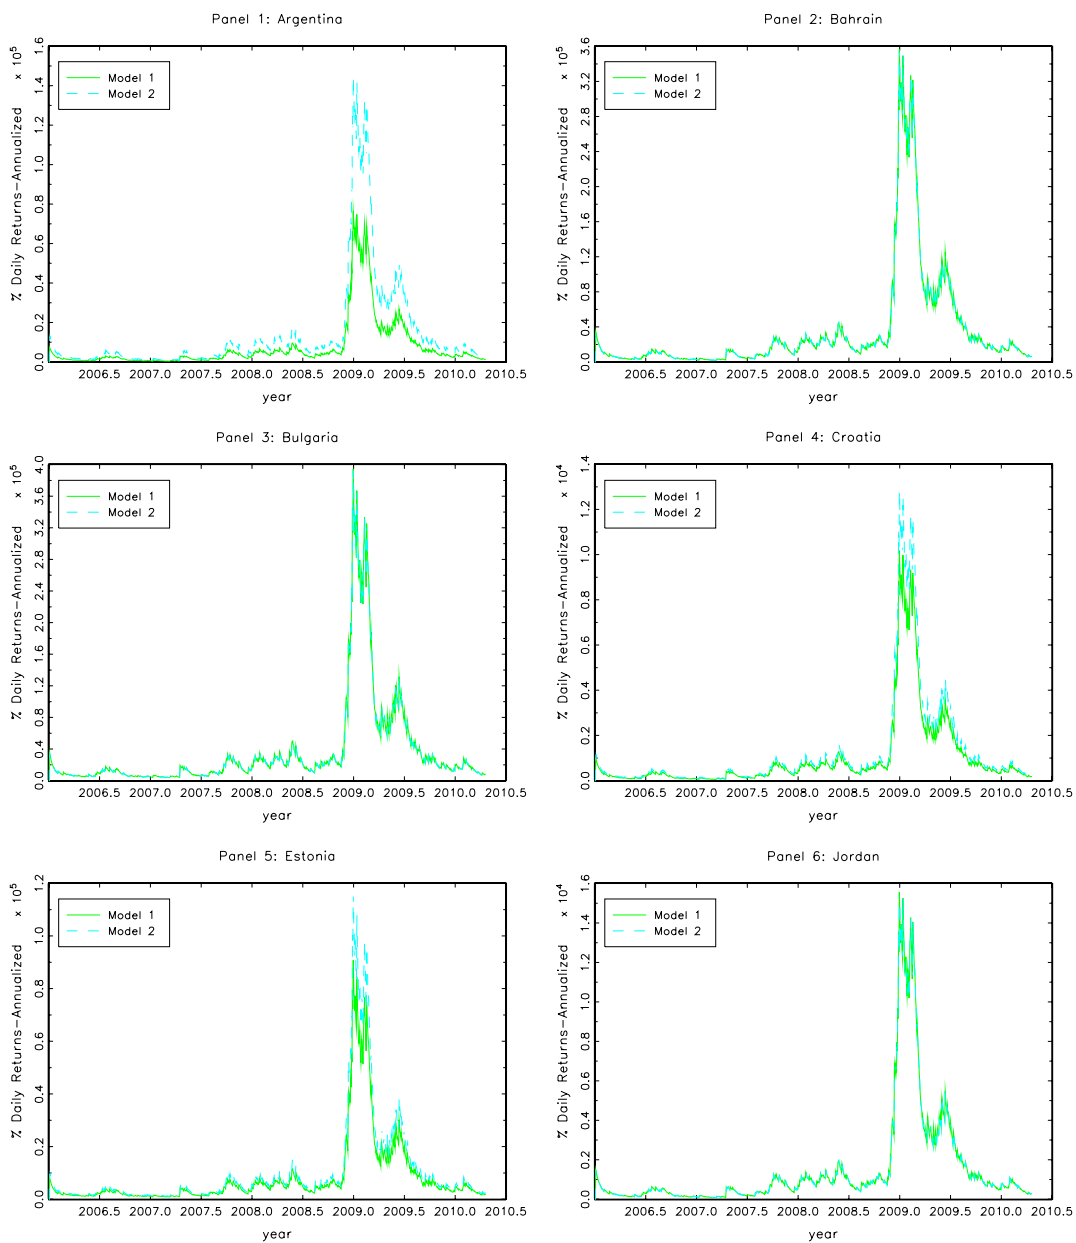 Panel 1: Argentina
× 10⁵
% Daily Returns-Annualized
1.6
1.4
1.2
1.0
0.8
0.6
0.4
0.2
0.0
Model 1
Model 2
2006.5 2007.0 2007.5 2008.0 2008.5 2009.0 2009.5 2010.0 2010.5
year
Panel 2: Bahrain
× 10⁵
% Daily Returns-Annualized
3.6
3.2
2.8
2.4
2.0
1.6
1.2
0.8
0.4
0.0
Model 1
Model 2
2006.5 2007.0 2007.5 2008.0 2008.5 2009.0 2009.5 2010.0 2010.5
year
Panel 3: Bulgaria
× 10⁵
% Daily Returns-Annualized
4.0
3.6
3.2
2.8
2.4
2.0
1.6
1.2
0.8
0.4
0.0
Model 1
Model 2
2006.5 2007.0 2007.5 2008.0 2008.5 2009.0 2009.5 2010.0 2010.5
year
Panel 4: Croatia
× 10⁴
% Daily Returns-Annualized
1.4
1.2
1.0
0.8
0.6
0.4
0.2
0.0
Model 1
Model 2
2006.5 2007.0 2007.5 2008.0 2008.5 2009.0 2009.5 2010.0 2010.5
year
Panel 5: Estonia
× 10⁵
% Daily Returns-Annualized
1.2
1.0
0.8
0.6
0.4
0.2
0.0
Model 1
Model 2
2006.5 2007.0 2007.5 2008.0 2008.5 2009.0 2009.5 2010.0 2010.5
year
Panel 6: Jordan
× 10⁴
% Daily Returns-Annualized
1.6
1.4
1.2
1.0
0.8
0.6
0.4
0.2
0.0
Model 1
Model 2
2006.5 2007.0 2007.5 2008.0 2008.5 2009.0 2009.5 2010.0 2010.5
year